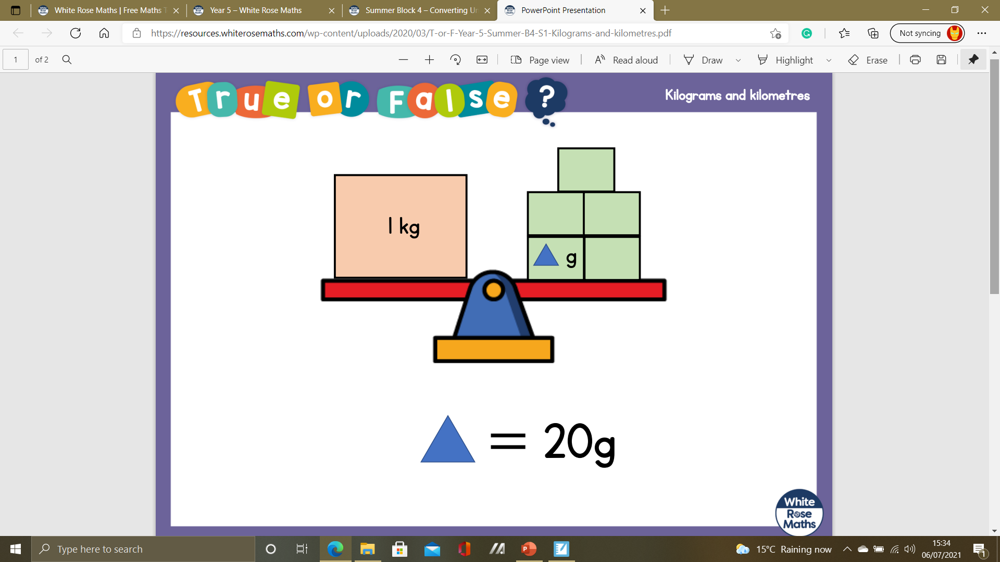 White Rose Maths | Free Maths T
Year 5 – White Rose Maths
Summer Block 4 – Converting Un
PowerPoint Presentation
https://resources.whiterosemaths.com/wp-content/uploads/2020/03/T-or-F-Year-5-Summer-B4-S1-Kilograms-and-kilometres.pdf
Not syncing
1 of 2
Page view
Read aloud
Draw
Highlight
Erase
True or False ?
Kilograms and kilometres
1 kg
g
= 20g
White
Rose
Maths
Type here to search
15°C Raining now
15:34
06/07/2021
1